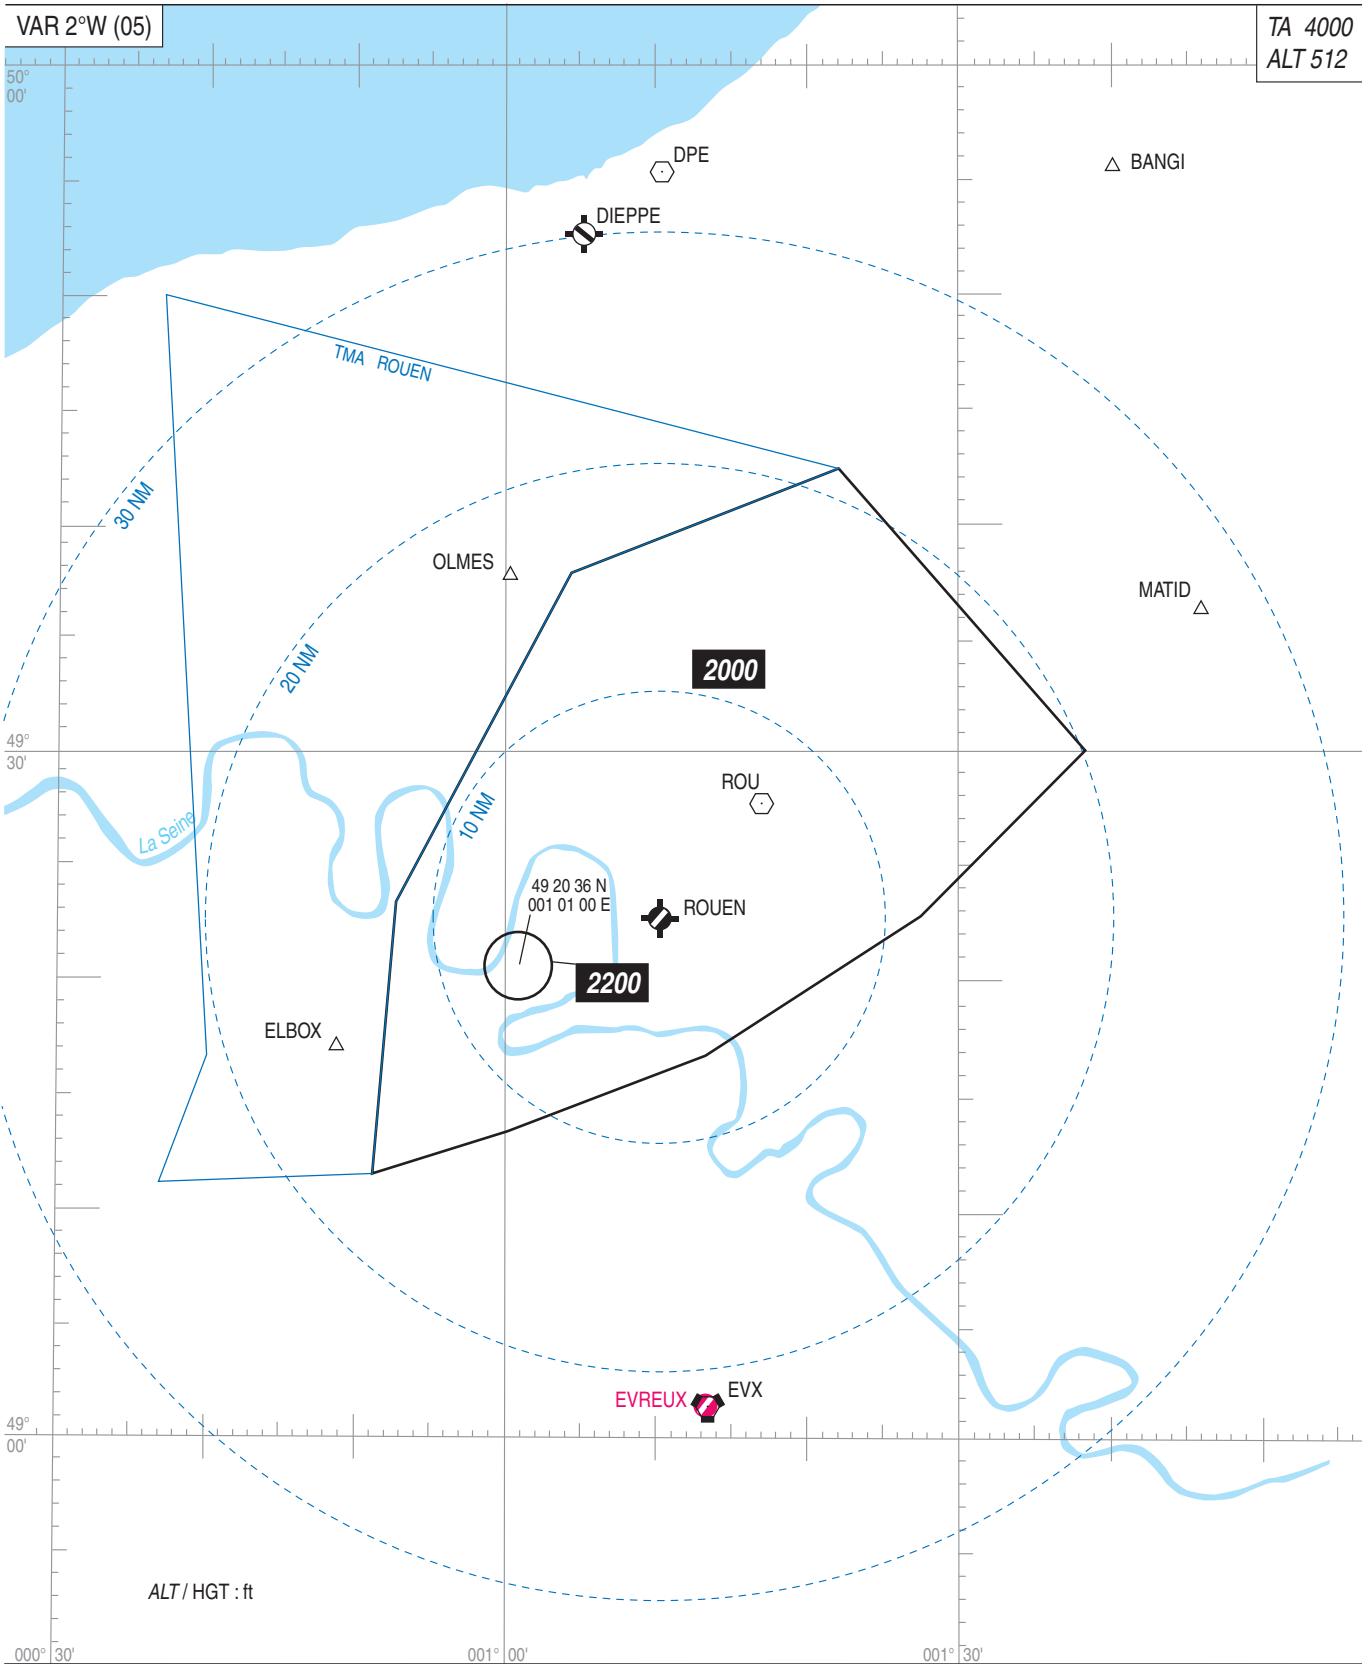 VAR 2°W (05)
TA 4000
ALT 512
50°
00'
DPE
BANGI
DIEPPE
TMA ROUEN
30 NM
OLMES
MATID
20 NM
2000
49°
30'
ROU
10 NM
La Seine
49 20 36 N
001 01 00 E
ROUEN
2200
ELBOX
EVREUX
EVX
49°
00'
ALT / HGT : ft
000° 30'
001° 00'
001° 30'